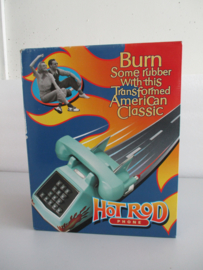 Burn
Some rubber
With this
Transformed
American
Classic
HOT ROD
PHONE